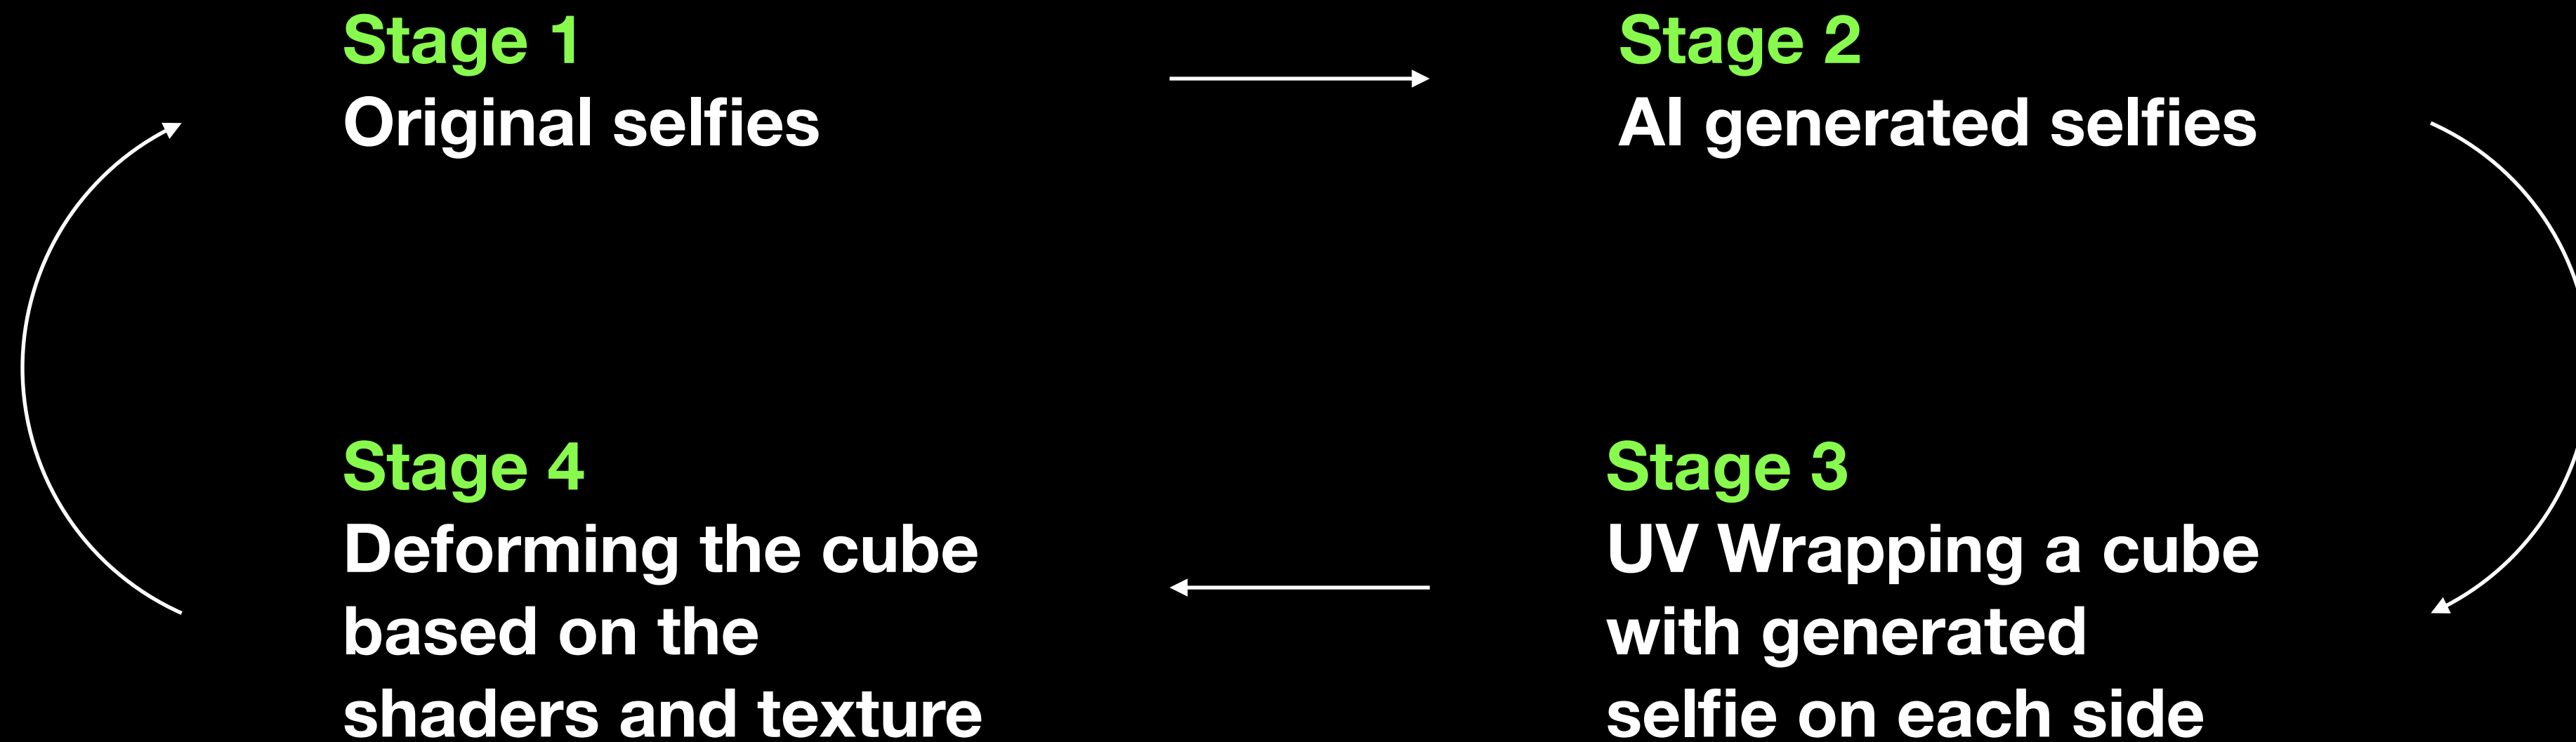 Stage 1
Original selfies
Stage 2
AI generated selfies
Stage 4
Deforming the cube
based on the
shaders and texture
Stage 3
UV Wrapping a cube
with generated
selfie on each side